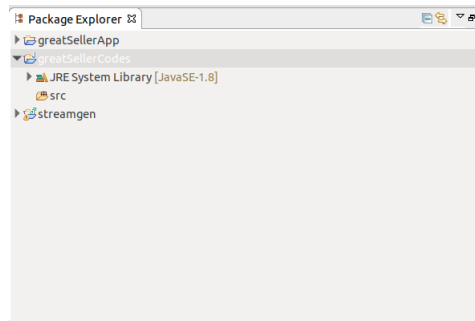 Package Explorer
greatSellerApp
greatSellerCodes
JRE System Library [JavaSE-1.8]
src
streamgen